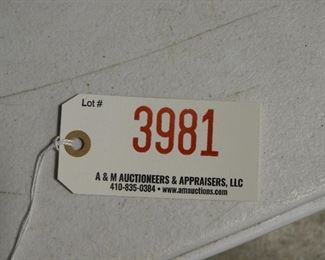 Lot #
3981
A & M AUCTIONEERS & APPRAISERS, LLC
410-835-0384 • www.amauctions.com